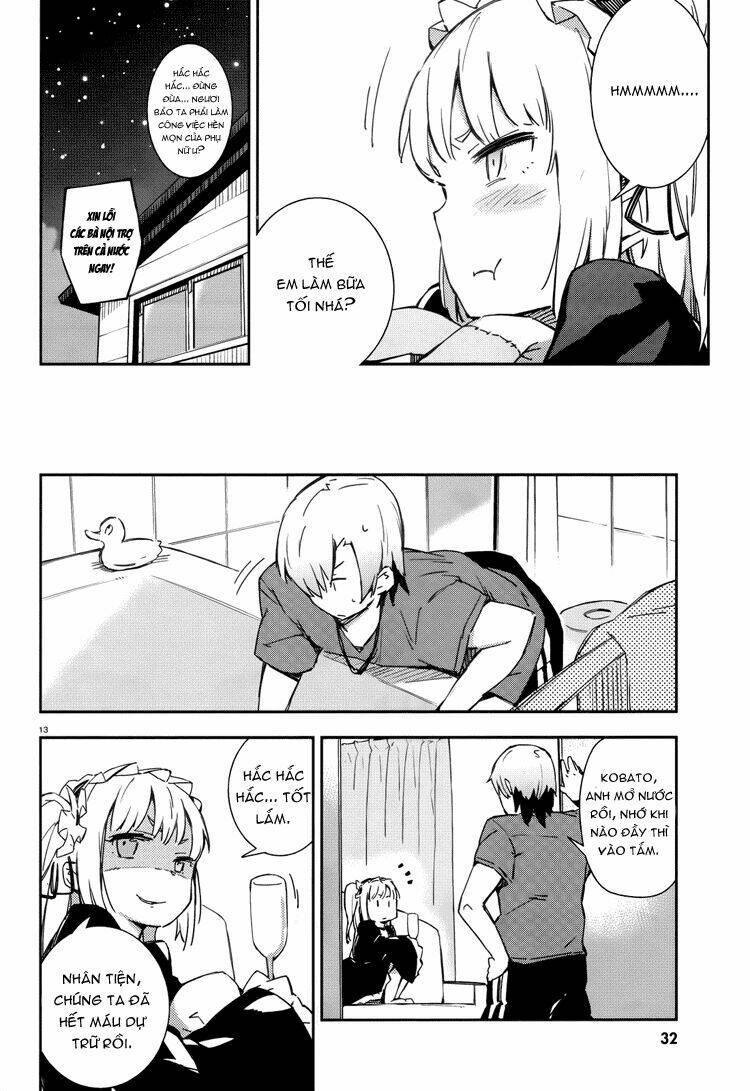 HMMMMM....
THẾ
EM LÀM BỮA
TỐI NHÁ?
HẮC HẮC
HẮC... ĐỪNG
ĐÙA... NGƯƠI
BẢO TA PHẢI LÀM
CÔNG VIỆC HÈN
MỌN CỦA PHỤ
NỮ Ư?
XIN LỖI
CÁC BÀ NỘI TRỢ
TRÊN CẢ NƯỚC
NGAY!
13
KOBATO,
ANH MỞ NƯỚC
RỒI, NHỚ KHI
NÀO ĐẦY THÌ
VÀO TẮM.
HẮC HẮC
HẮC... TỐT
LẮM.
NHÂN TIỆN,
CHÚNG TA ĐÃ
HẾT MÁU DỰ
TRỮ RỒI.
32